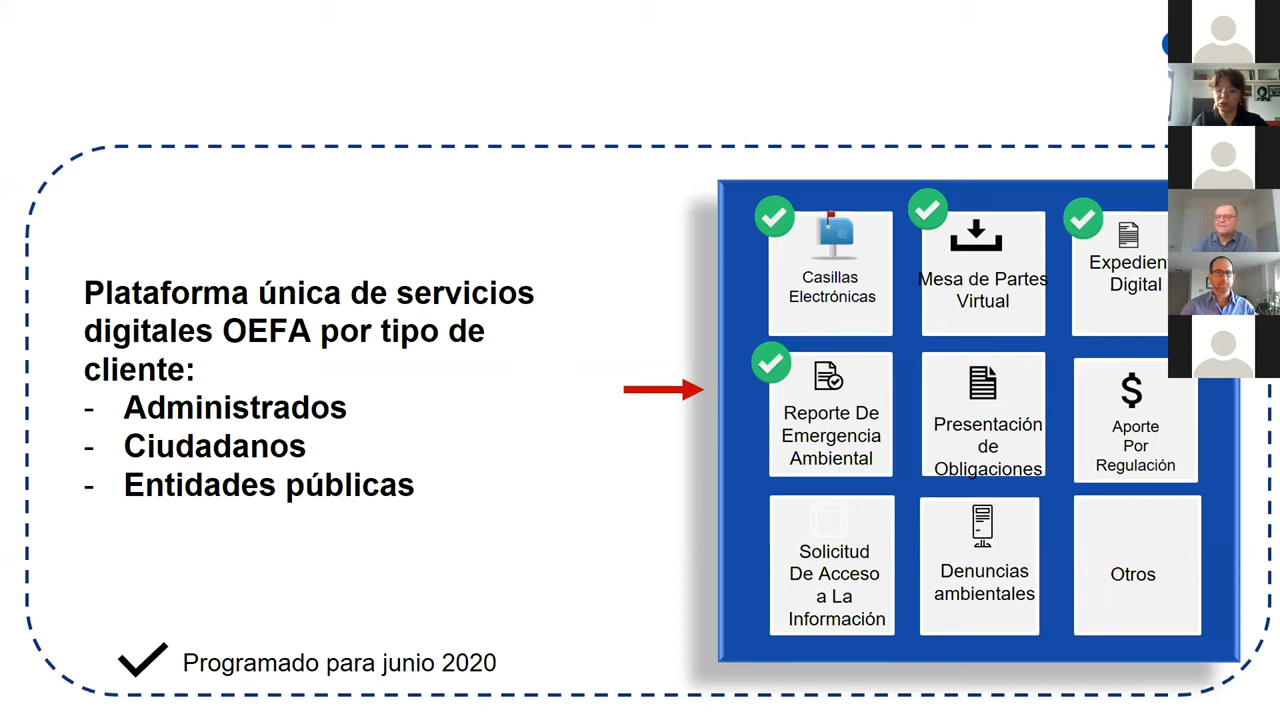 Plataforma única de servicios
digitales OEFA por tipo de
cliente:
- Administrados
- Ciudadanos
- Entidades públicas
Programado para junio 2020
Casillas
Electrónicas
Mesa de Partes
Virtual
Expedien
Digital
Reporte De
Emergencia
Ambiental
Presentación
de
Obligaciones
$
Aporte
Por
Regulación
Solicitud
De Acceso
a La
Información
Denuncias
ambientales
Otros